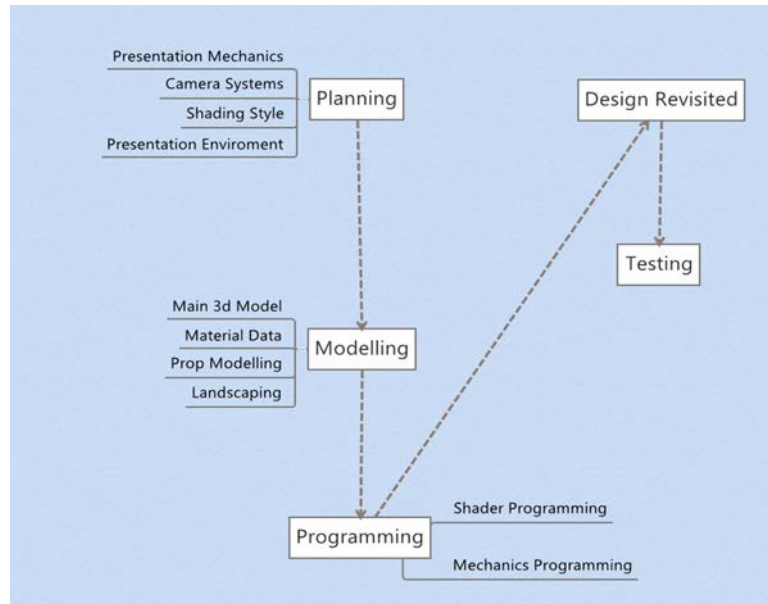 Presentation Mechanics
Camera Systems
Shading Style
Presentation Enviroment
Planning
Main 3d Model
Material Data
Prop Modelling
Landscaping
Modelling
Programming
Shader Programming
Mechanics Programming
Design Revisited
Testing